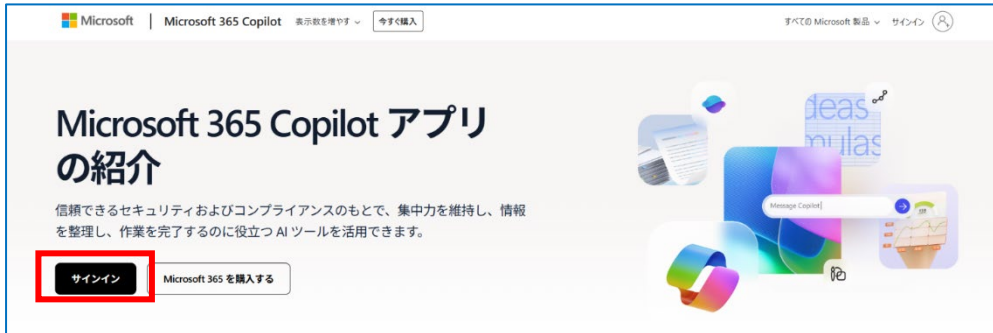 Microsoft | Microsoft 365 Copilot 表示数を増やす 今すぐ購入 すべての Microsoft 製品 サインイン
Microsoft 365 Copilot アプリ
の紹介
信頼できるセキュリティおよびコンプライアンスのもとで、集中力を維持し、情報
を整理し、作業を完了するのに役立つ AI ツールを活用できます。
サインイン Microsoft 365 を購入する
deas
mulas
Message Copilot